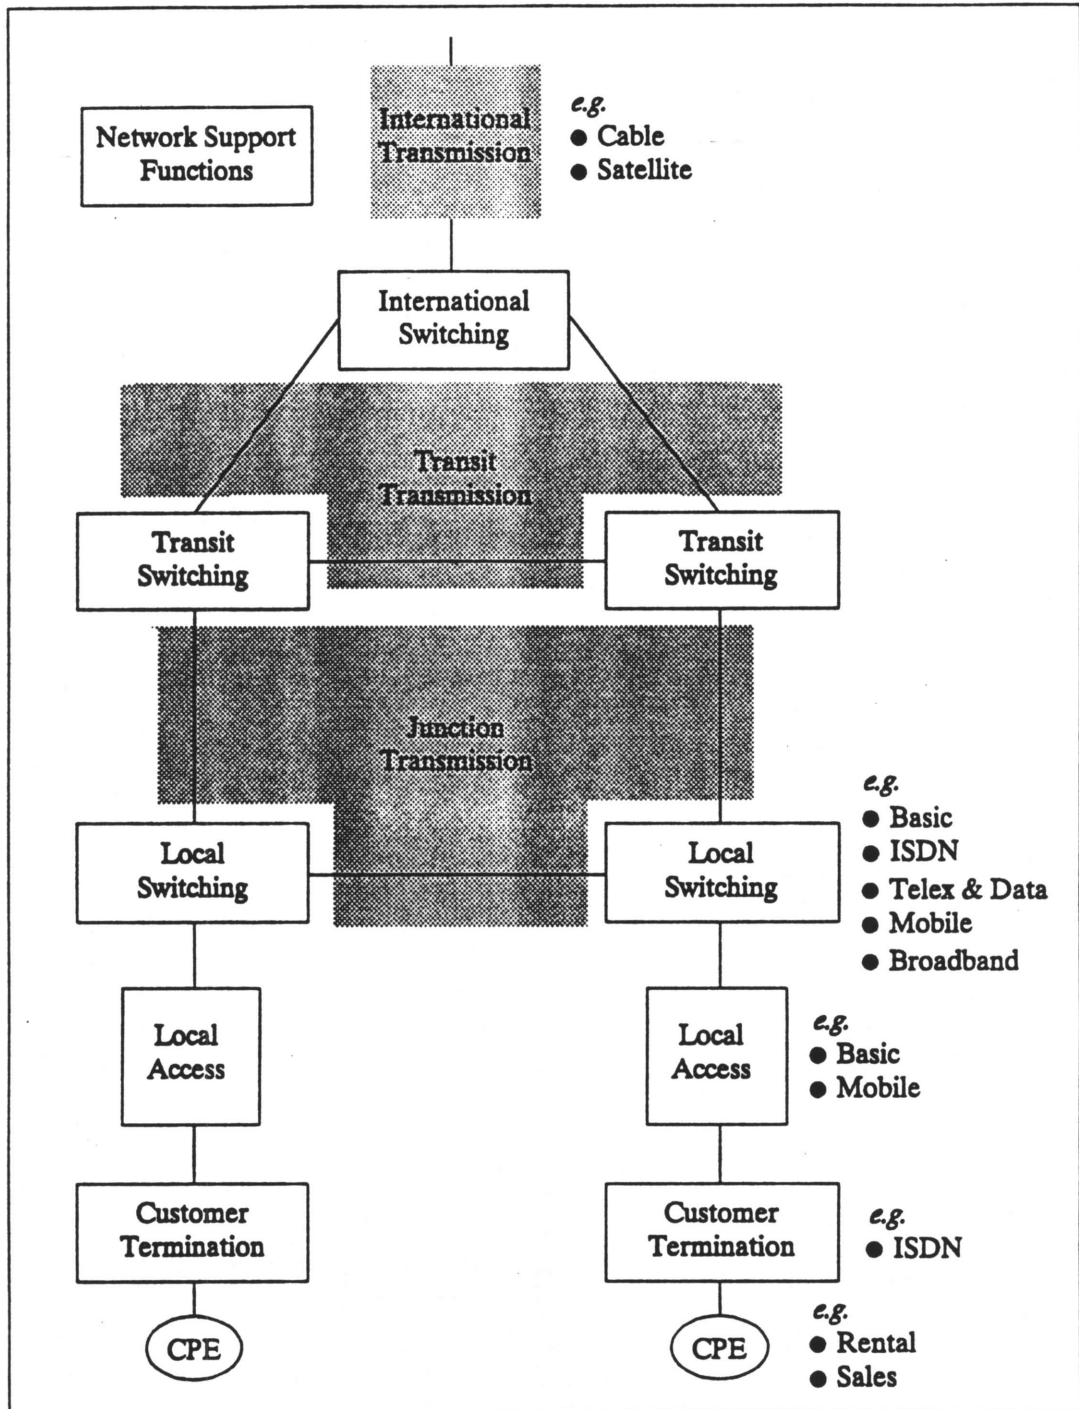 Network Support
Functions
International
Transmission
e.g.
● Cable
● Satellite
International
Switching
Transit
Transmission
Transit
Switching
Transit
Switching
Junction
Transmission
Local
Switching
Local
Switching
e.g.
● Basic
● ISDN
● Telex & Data
● Mobile
● Broadband
Local
Access
Local
Access
e.g.
● Basic
● Mobile
Customer
Termination
Customer
Termination
e.g.
● ISDN
CPE
CPE
e.g.
● Rental
● Sales